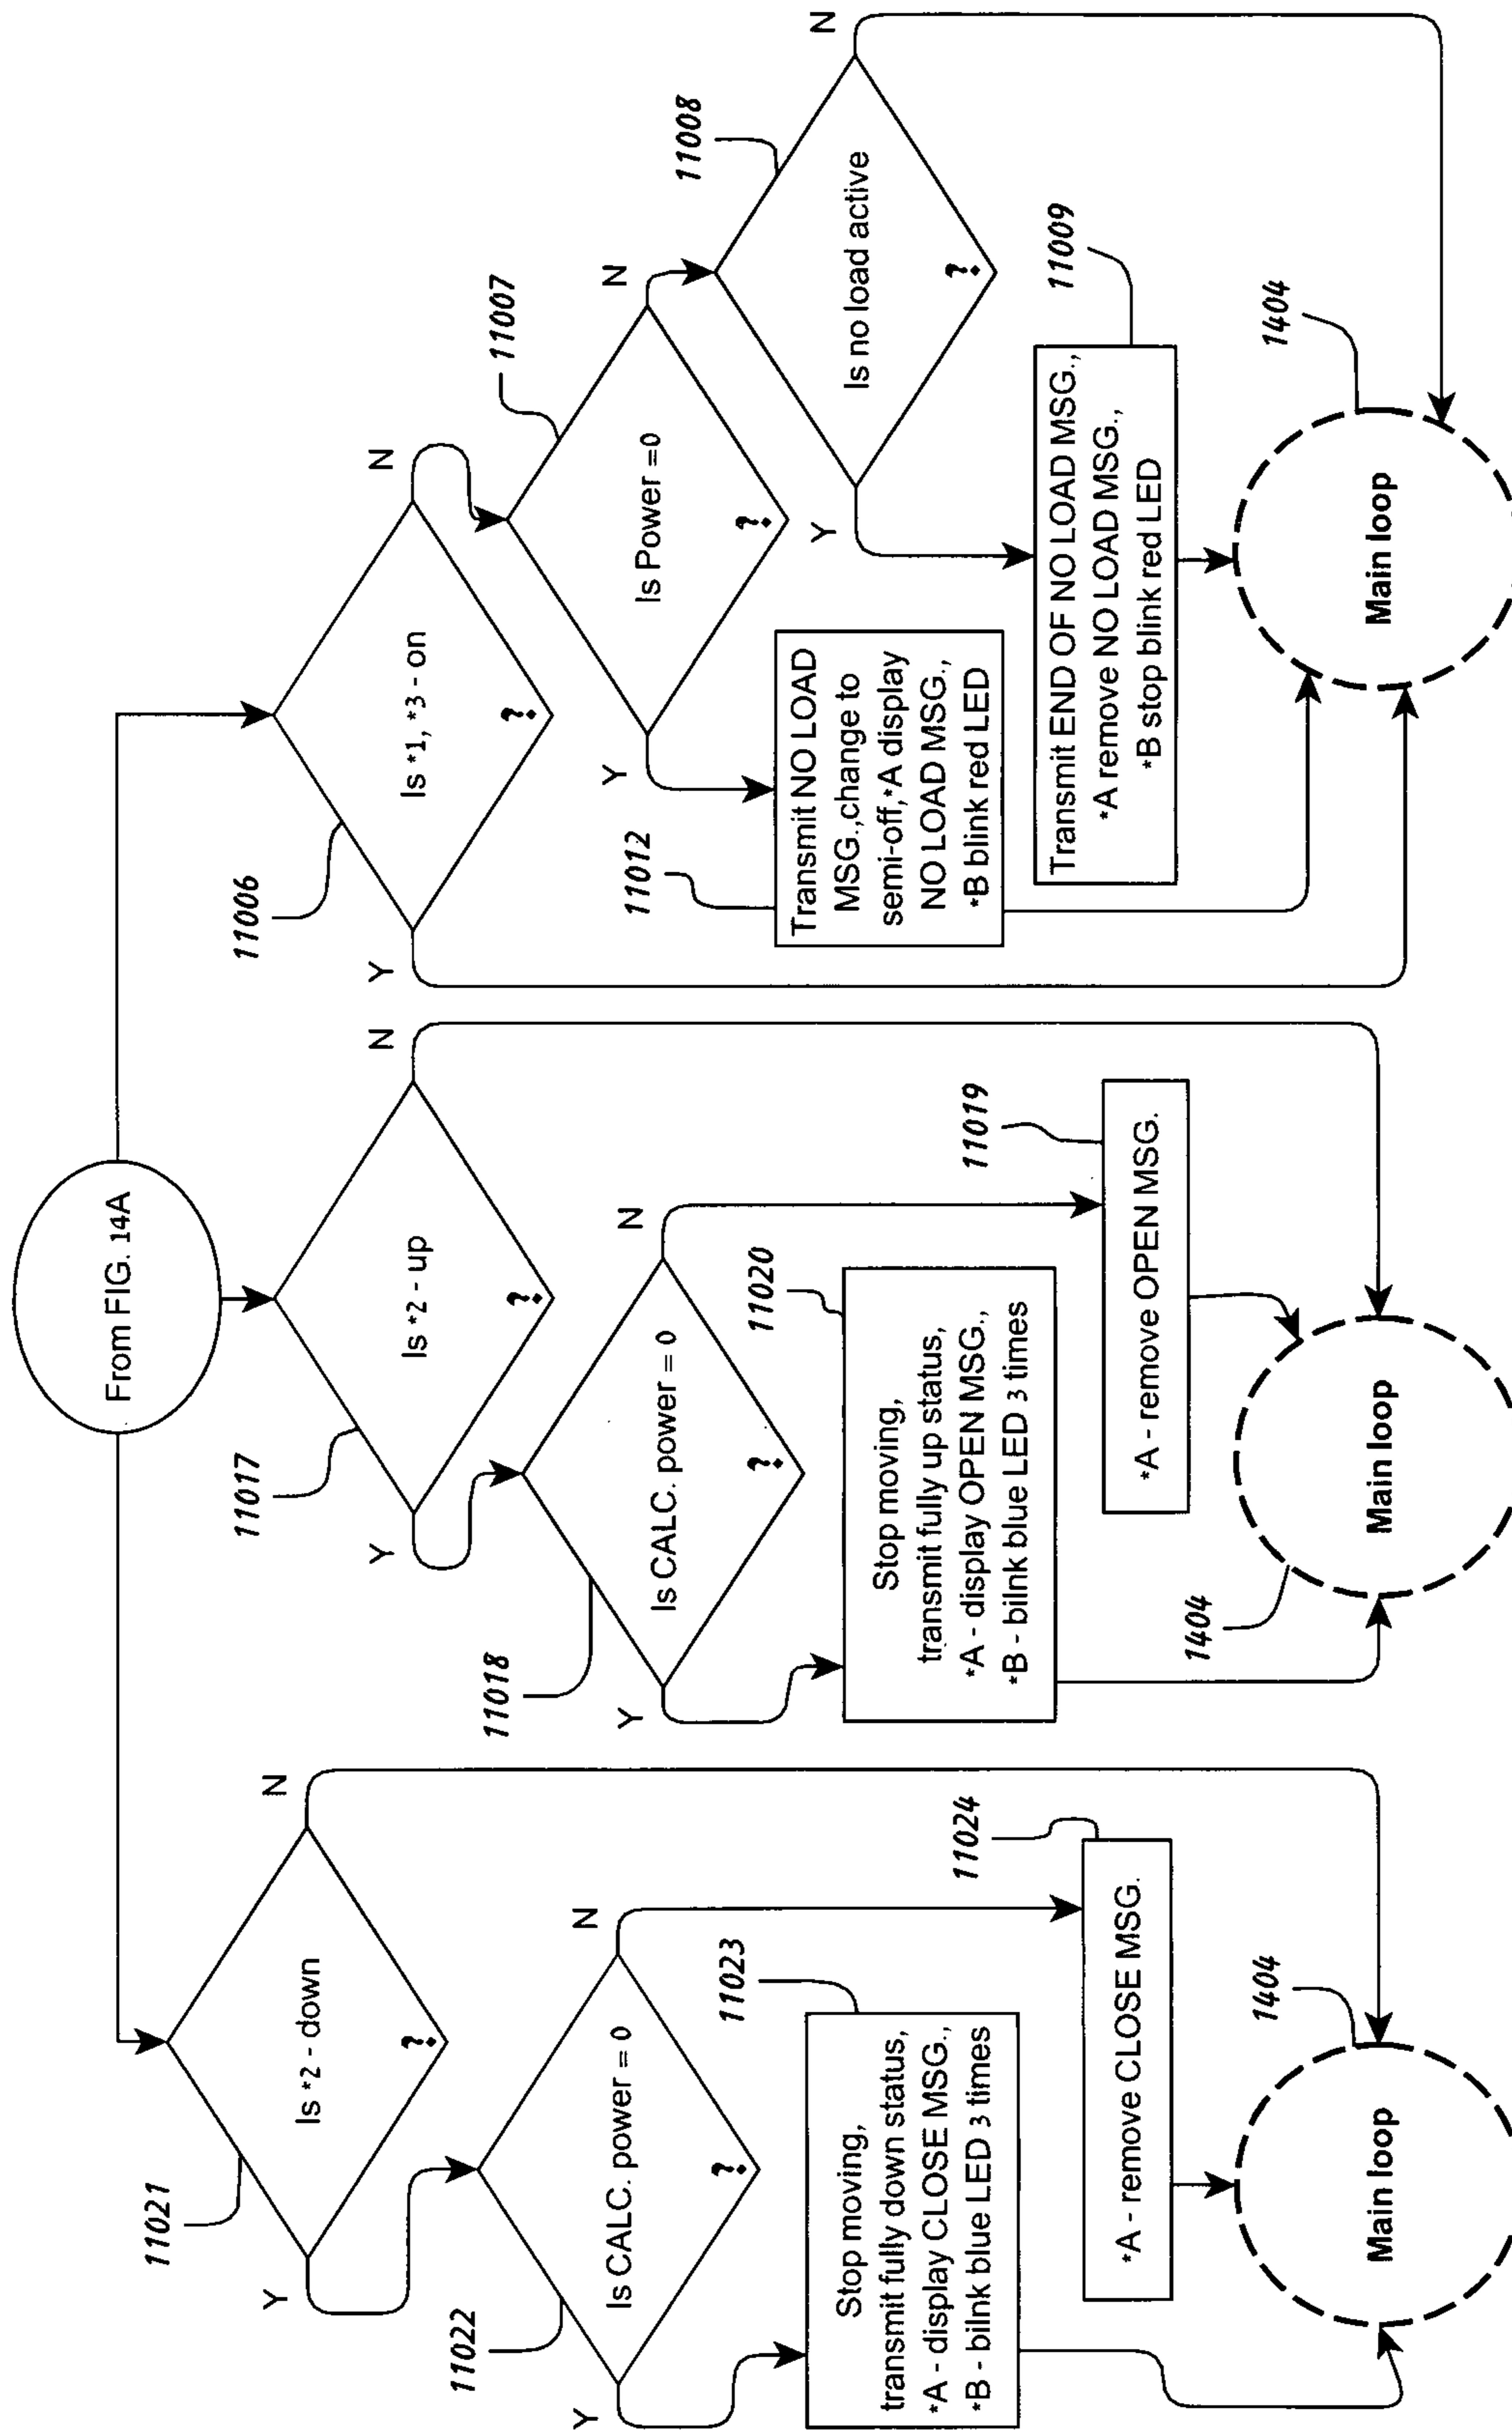 From FIG. 14A
11021
Is *2 - down
?
Y
N
11022
Is CALC. power = 0
?
Y
N
11023
Stop moving,
transmit fully down status,
*A - display CLOSE MSG.,
*B - bilnk blue LED 3 times
11024
*A - remove CLOSE MSG.
1404
Main loop
11017
Is *2 - up
?
Y
N
11018
Is CALC. power = 0
?
Y
N
11020
Stop moving,
transmit fully up status,
*A - display OPEN MSG.,
*B - bilnk blue LED 3 times
11019
*A - remove OPEN MSG.
1404
Main loop
11006
Is *1, *3 - on
?
Y
N
11007
Is Power =0
?
Y
N
11008
Is no load active
?
Y
N
11012
Transmit NO LOAD
MSG.,change to
semi-off,*A display
NO LOAD MSG.,
*B blink red LED
11009
Transmit END OF NO LOAD MSG.,
*A remove NO LOAD MSG.,
*B stop blink red LED
1404
Main loop